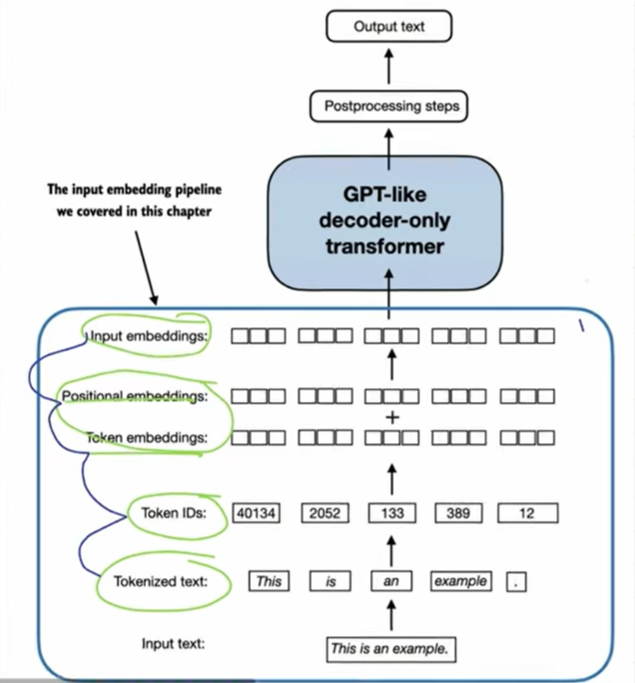 Output text
Postprocessing steps
The input embedding pipeline
we covered in this chapter
GPT-like
decoder-only
transformer
Input embeddings:
Positional embeddings:
+
Token embeddings:
Token IDs: 40134 2052 133 389 12
Tokenized text: This is an example .
Input text: This is an example.